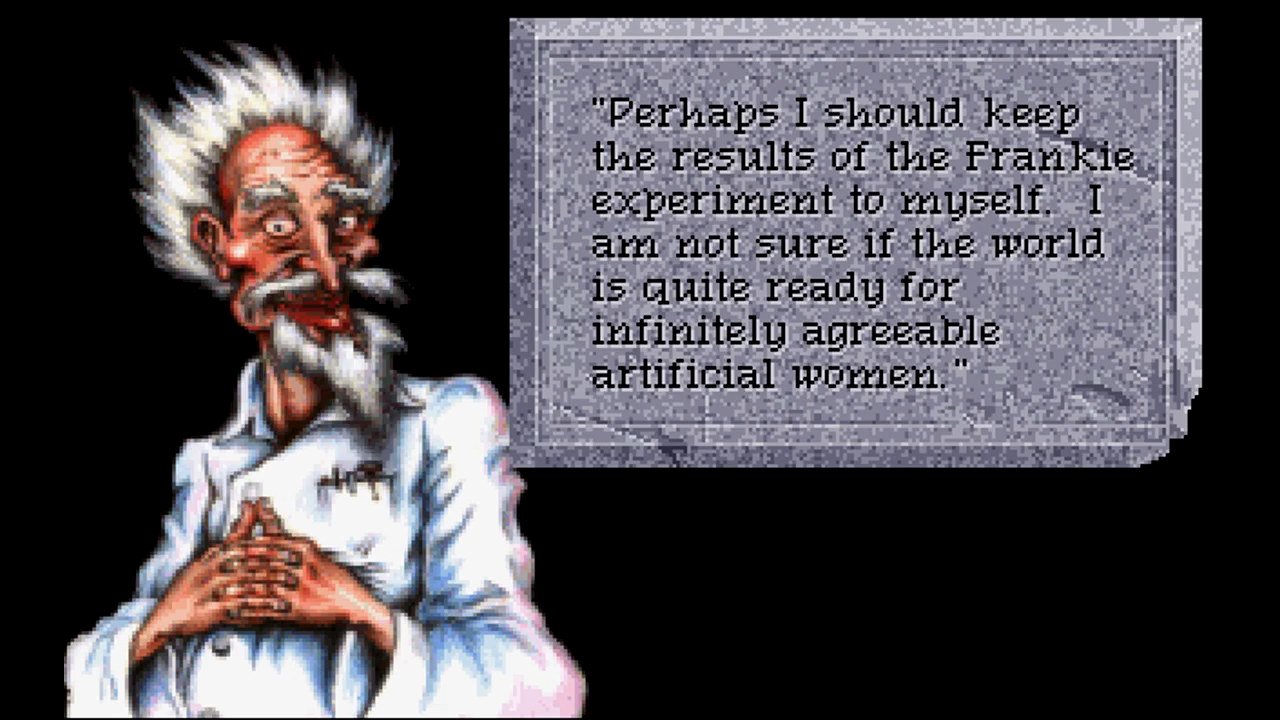 "Perhaps I should keep
the results of the Frankie
experiment to myself.  I
am not sure if the world
is quite ready for
infinitely agreeable
artificial women."